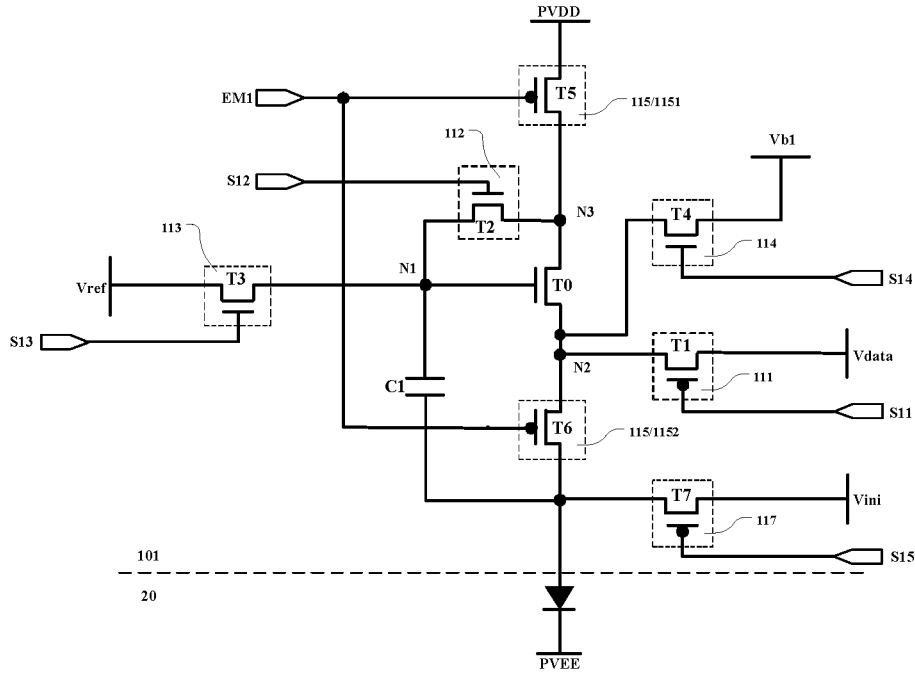 PVDD
T5
EM1
115/1151
112
Vb1
S12
T2
N3
T4
113
114
N1
T3
T0
Vref
S14
S13
T1
Vdata
N2
C1
111
T6
S11
115/1152
T7
Vini
117
101
S15
20
PVEE